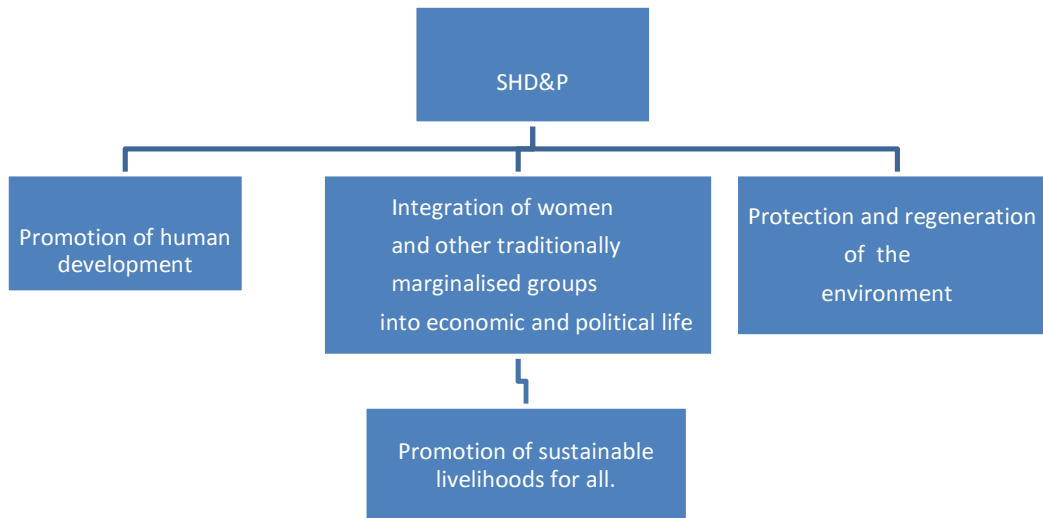 SHD&P
Promotion of human
development
Integration of women
and other traditionally
marginalised groups
into economic and political life
Protection and regeneration
of the
environment
Promotion of sustainable
livelihoods for all.